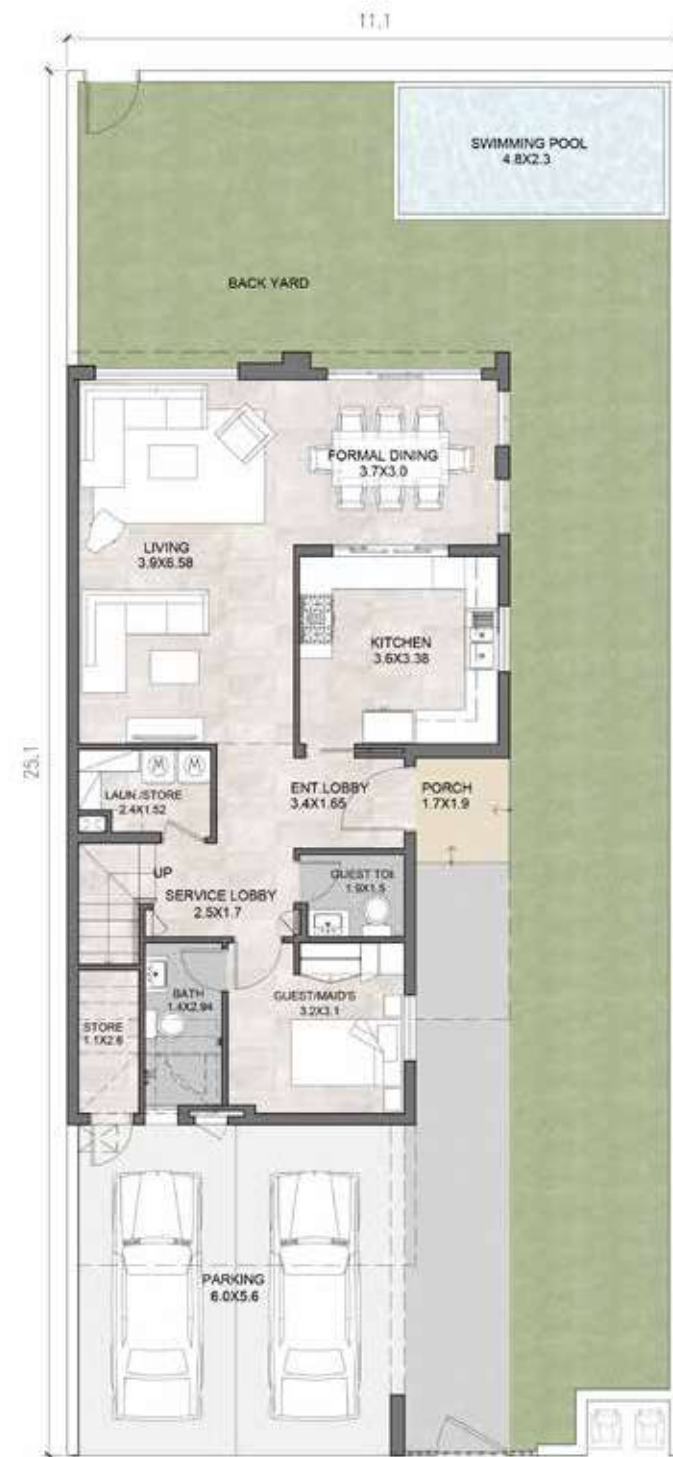 11,1
SWIMMING POOL
4.8X2.3
BACK YARD
FORMAL DINING
3.7X3.0
LIVING
3.9X6.58
KITCHEN
3.6X3.38
25,1
M M
LAUN./STORE
2.4X1.52
ENT.LOBBY
3.4X1.65
PORCH
1.7X1.9
UP
GUEST TOI.
1.9X1.5
SERVICE LOBBY
2.5X1.7
BATH
1.4X2.94
GUEST/MAID'S
3.2X3.1
STORE
1.1X2.6
PARKING
6.0X5.6